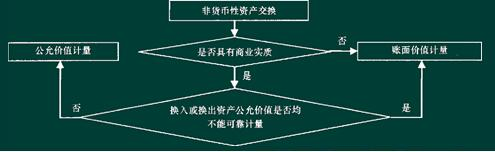 非货币性资产交换
公允价值计量
是否具有商业实质
否
账面价值计量
是
否
换入或换出资产公允价值是否均
不能可靠计量
是